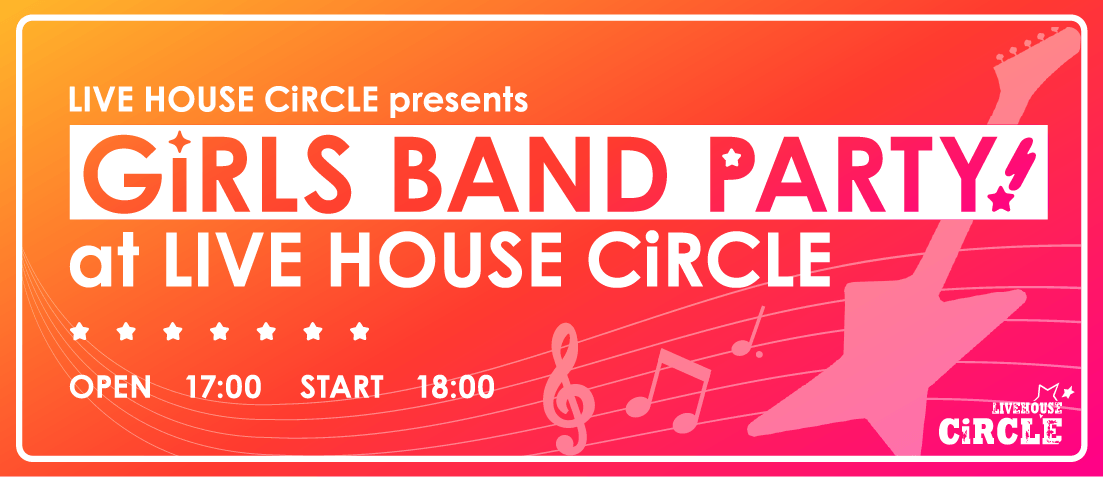 LIVE HOUSE CiRCLE presents
GiRLS BAND PARTY!
at LIVE HOUSE CiRCLE
OPEN 17:00 START 18:00
LIVEHOUSE
CiRCLE